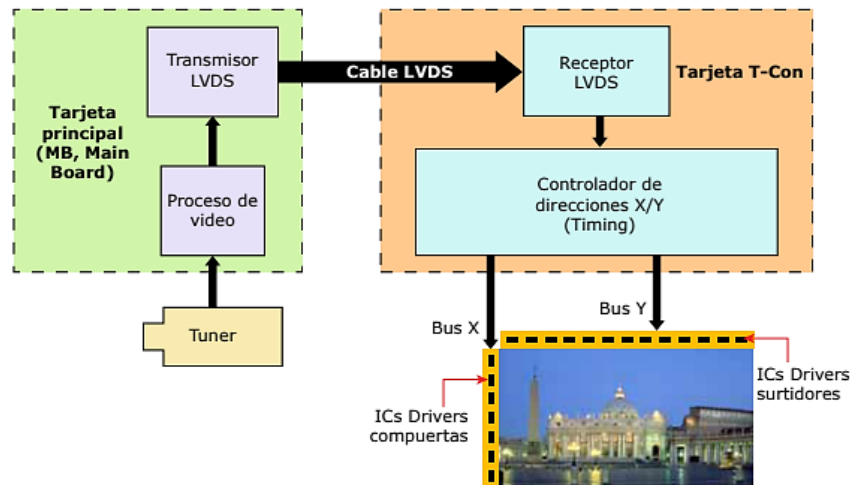 Transmisor
LVDS
Cable LVDS
Receptor
LVDS
Tarjeta T-Con
Tarjeta
principal
(MB, Main
Board)
Proceso de
video
Controlador de
direcciones X/Y
(Timing)
Tuner
Bus X
Bus Y
ICs Drivers
compuertas
ICs Drivers
surtidores